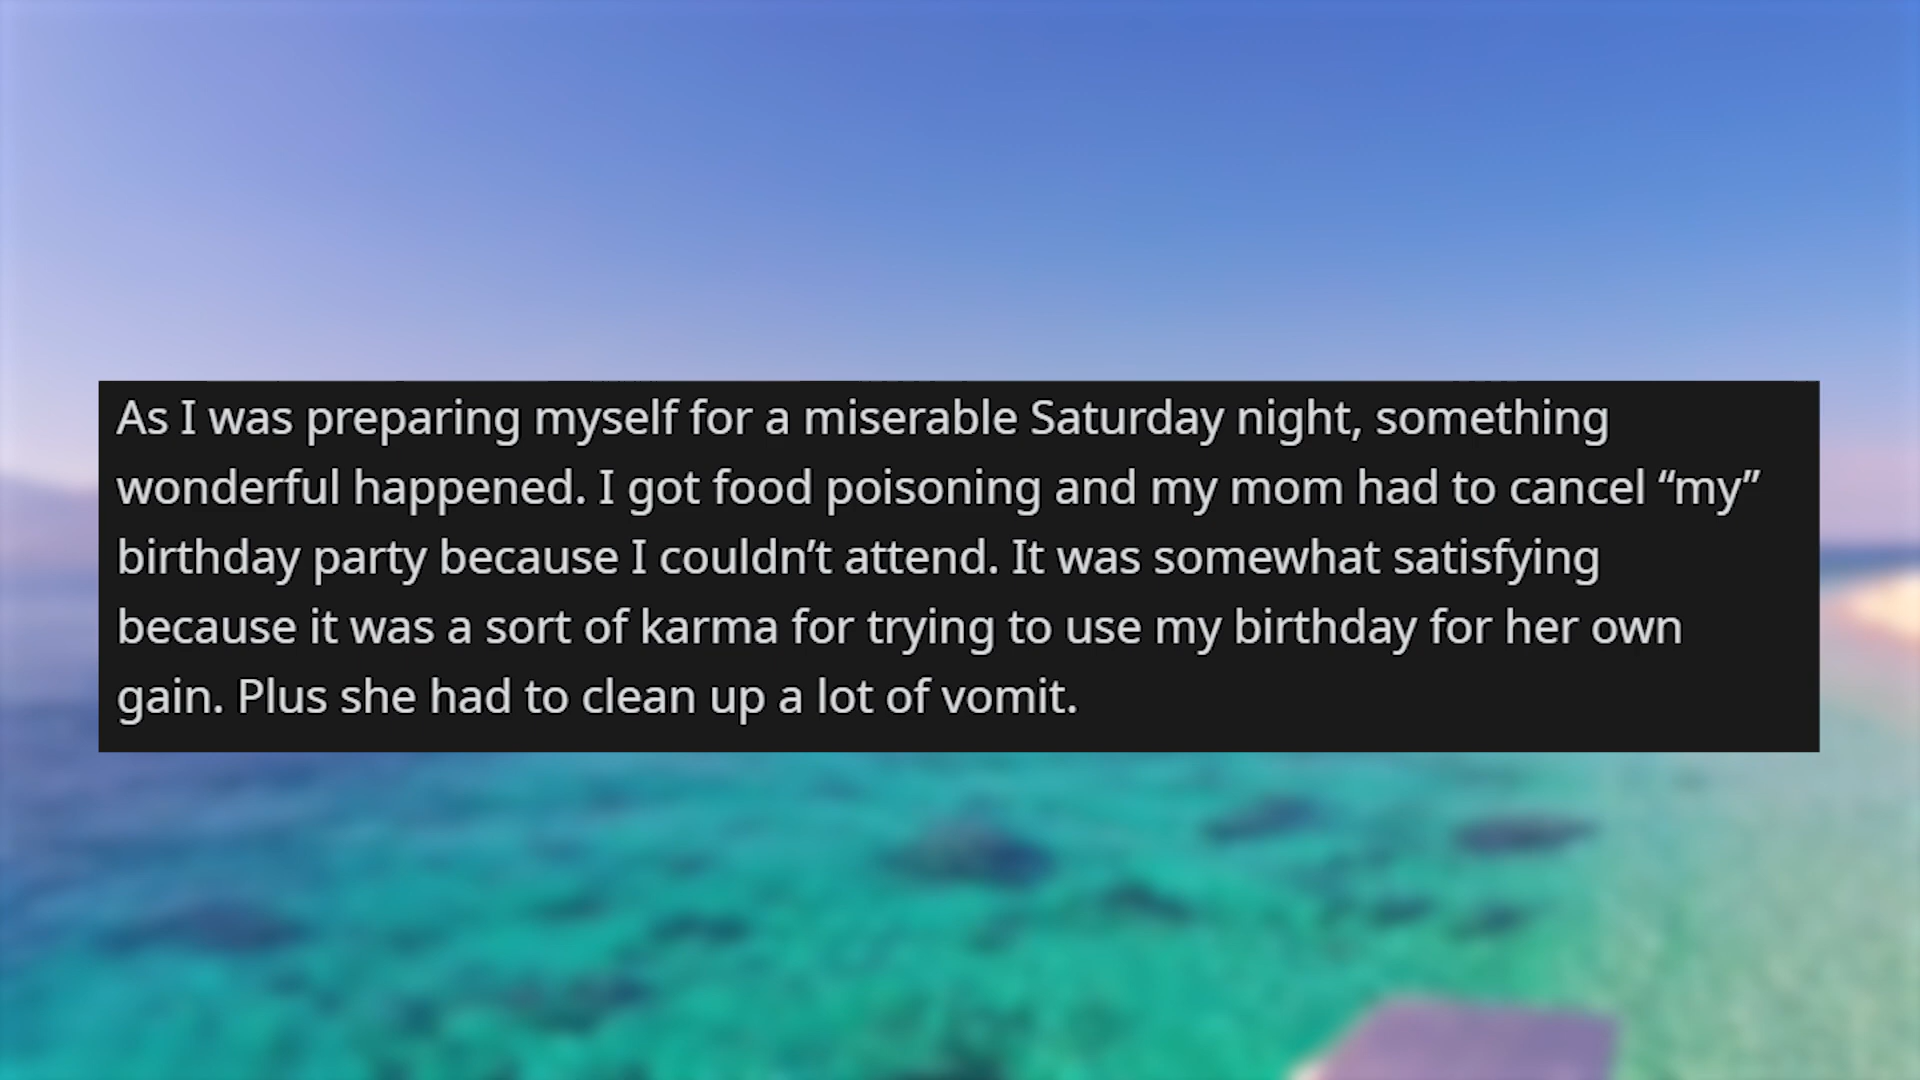 As I was preparing myself for a miserable Saturday night, something
wonderful happened. I got food poisoning and my mom had to cancel “my”
birthday party because I couldn’t attend. It was somewhat satisfying
because it was a sort of karma for trying to use my birthday for her own
gain. Plus she had to clean up a lot of vomit.